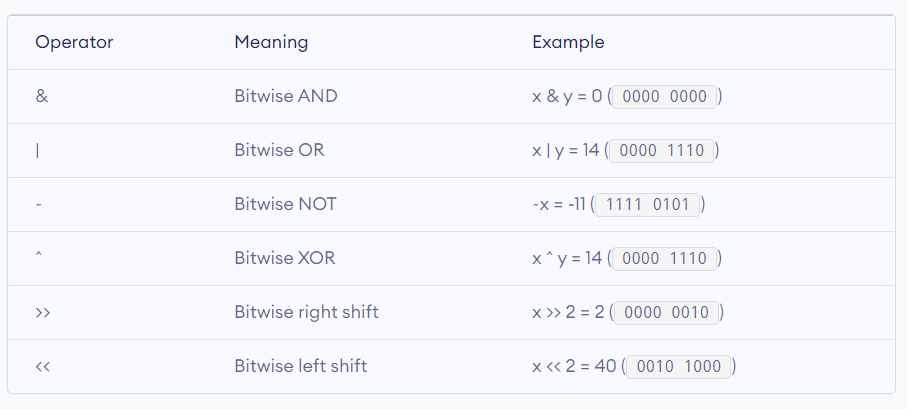 Operator Meaning Example
& Bitwise AND x & y = 0 (0000 0000)
| Bitwise OR x | y = 14 (0000 1110)
~ Bitwise NOT ~x = -11 (1111 0101)
^ Bitwise XOR x ^ y = 14 (0000 1110)
>> Bitwise right shift x >> 2 = 2 (0000 0010)
<< Bitwise left shift x << 2 = 40 (0010 1000)